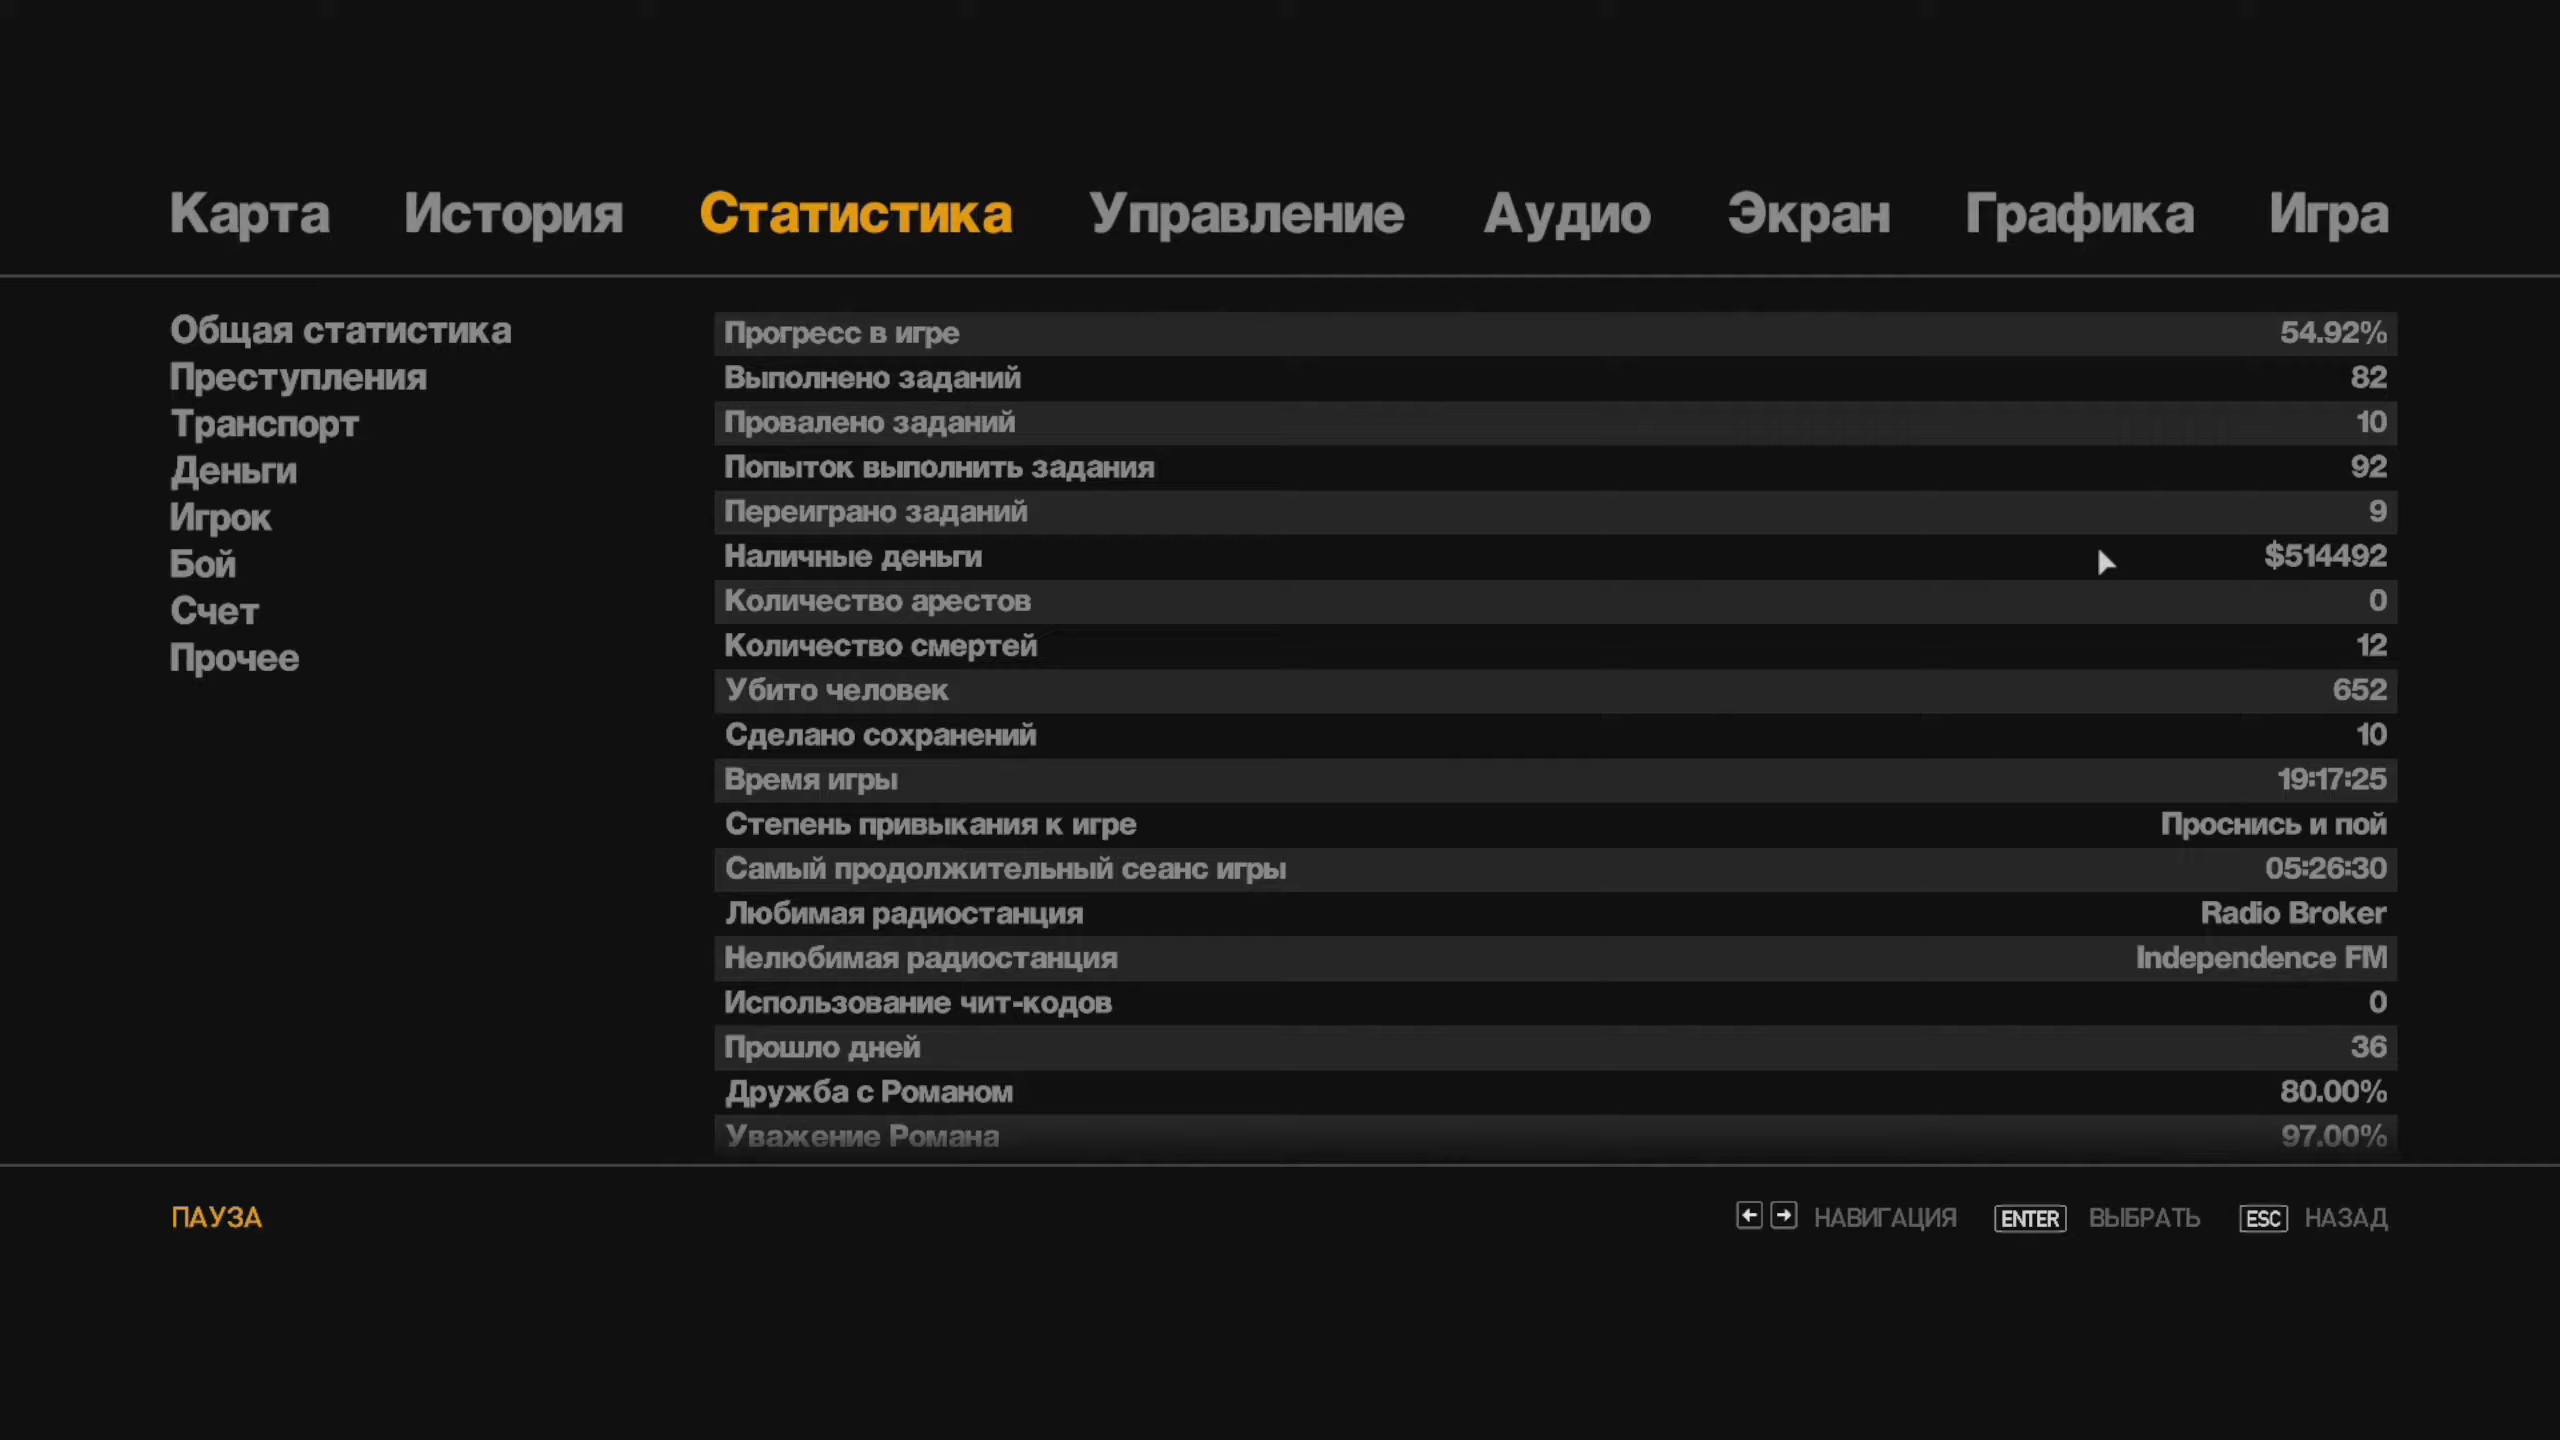 Карта История Статистика Управление Аудио Экран Графика Игра
Общая статистика
Преступления
Транспорт
Деньги
Игрок
Бой
Счет
Прочее
Прогресс в игре 54.92%
Выполнено заданий 82
Провалено заданий 10
Попыток выполнить задания 92
Переиграно заданий 9
Наличные деньги $514492
Количество арестов 0
Количество смертей 12
Убито человек 652
Сделано сохранений 10
Время игры 19:17:25
Степень привыкания к игре Проснись и пой
Самый продолжительный сеанс игры 05:26:30
Любимая радиостанция Radio Broker
Нелюбимая радиостанция Independence FM
Использование чит-кодов 0
Прошло дней 36
Дружба с Романом 80.00%
Уважение Романа 97.00%
ПАУЗА
НАВИГАЦИЯ ENTER ВЫБРАТЬ ESC НАЗАД